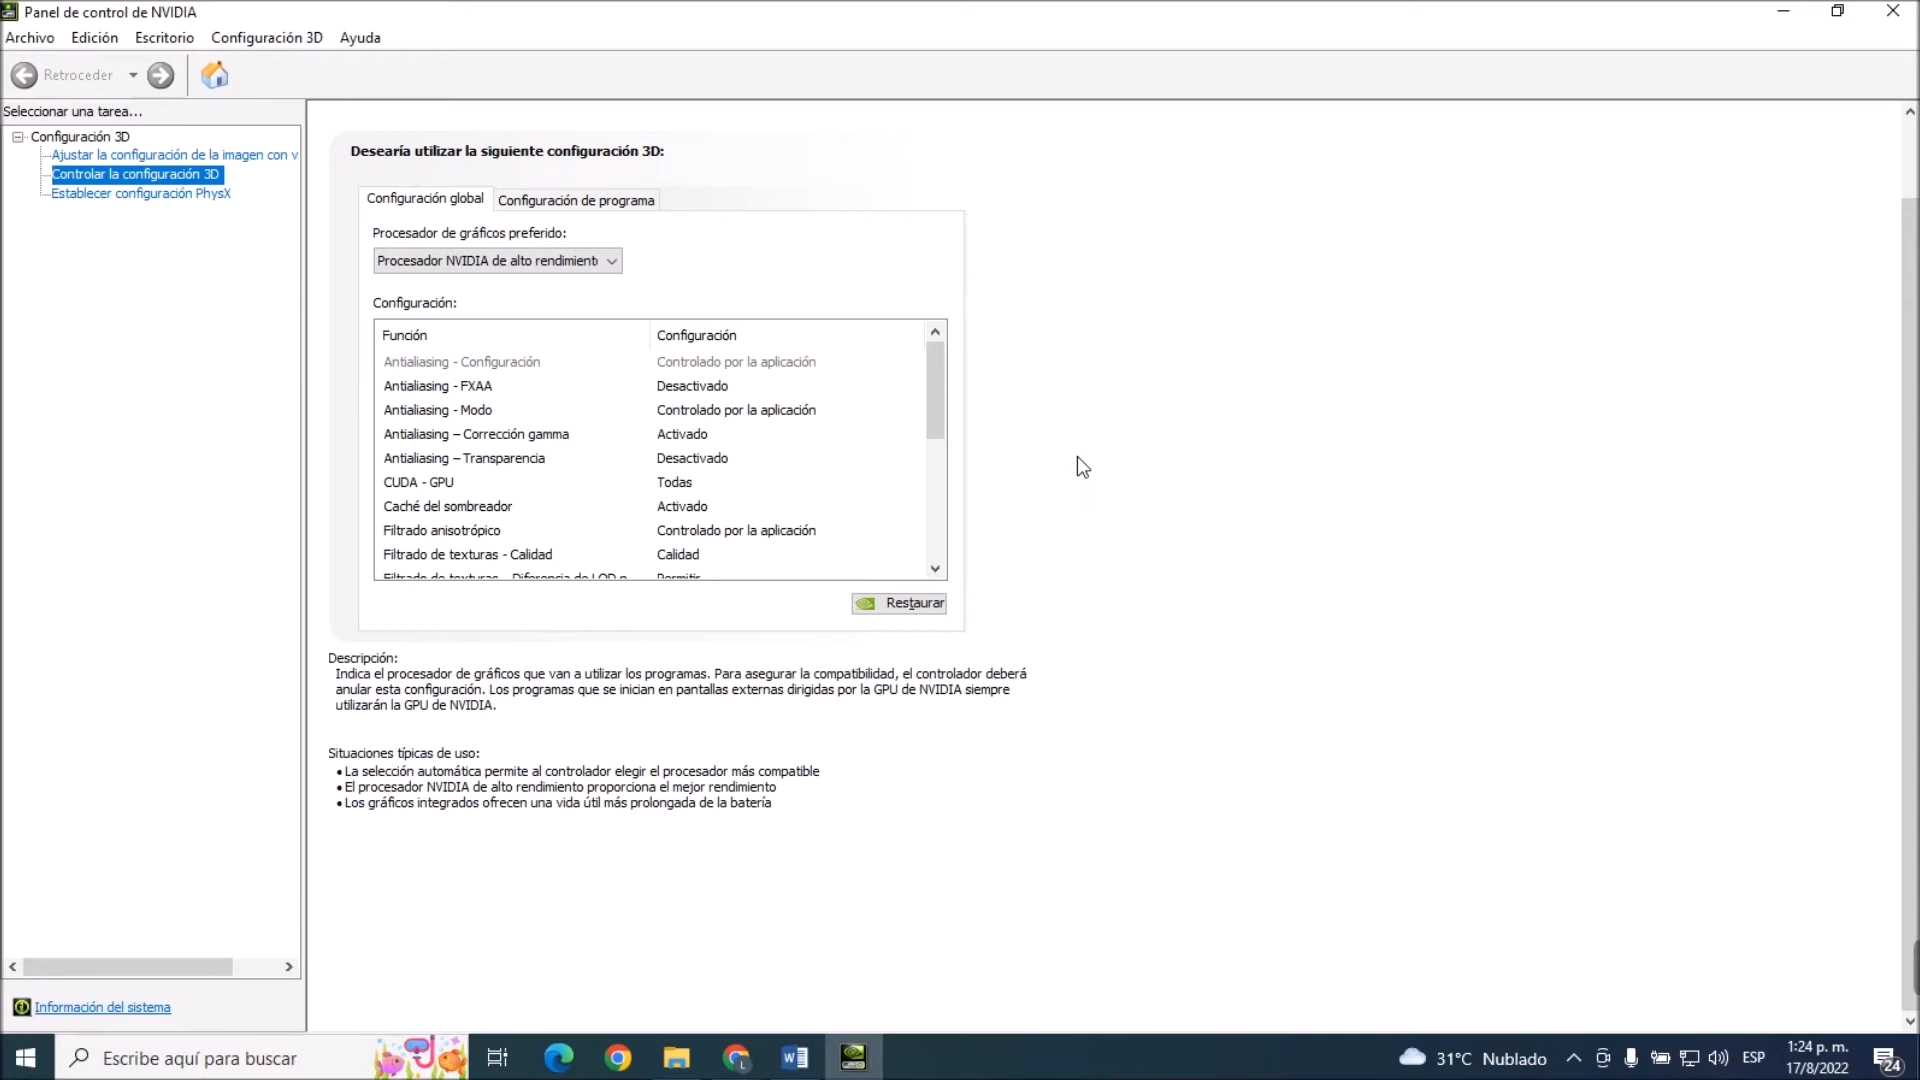 Panel de control de NVIDIA
Archivo Edición Escritorio Configuración 3D Ayuda
Retroceder
Seleccionar una tarea...
Configuración 3D
Ajustar la configuración de la imagen con v
Controlar la configuración 3D
Establecer configuración PhysX
Información del sistema
Desearía utilizar la siguiente configuración 3D:
Configuración global Configuración de programa
Procesador de gráficos preferido:
Procesador NVIDIA de alto rendimient
Configuración:
Función Configuración
Antialiasing - Configuración Controlado por la aplicación
Antialiasing - FXAA Desactivado
Antialiasing - Modo Controlado por la aplicación
Antialiasing – Corrección gamma Activado
Antialiasing – Transparencia Desactivado
CUDA - GPU Todas
Caché del sombreador Activado
Filtrado anisotrópico Controlado por la aplicación
Filtrado de texturas - Calidad Calidad
Filtrado de texturas – Diferencia de LOD n Permitir
Restaurar
Descripción:
Indica el procesador de gráficos que van a utilizar los programas. Para asegurar la compatibilidad, el controlador deberá
anular esta configuración. Los programas que se inician en pantallas externas dirigidas por la GPU de NVIDIA siempre
utilizarán la GPU de NVIDIA.
Situaciones típicas de uso:
• La selección automática permite al controlador elegir el procesador más compatible
• El procesador NVIDIA de alto rendimiento proporciona el mejor rendimiento
• Los gráficos integrados ofrecen una vida útil más prolongada de la batería
Escribe aquí para buscar
L
W
31°C Nublado
ESP
1:24 p. m.
17/8/2022
24